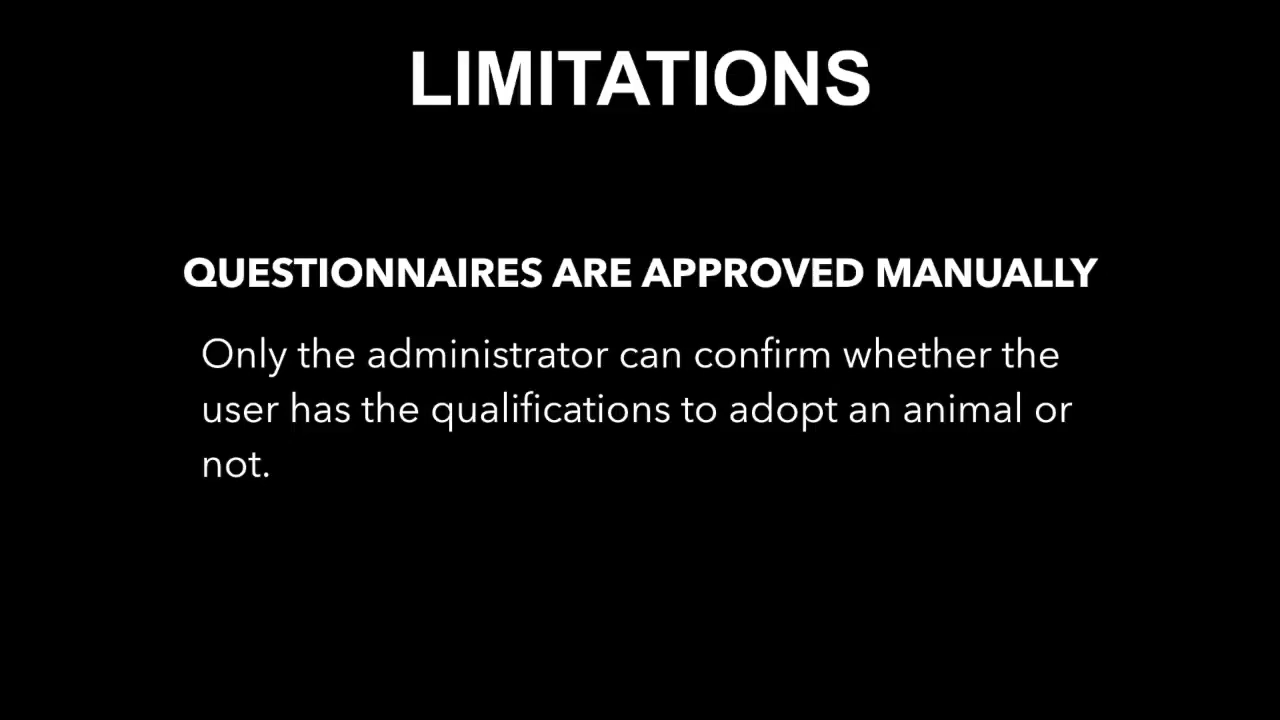 LIMITATIONS
QUESTIONNAIRES ARE APPROVED MANUALLY
Only the administrator can confirm whether the
user has the qualifications to adopt an animal or
not.